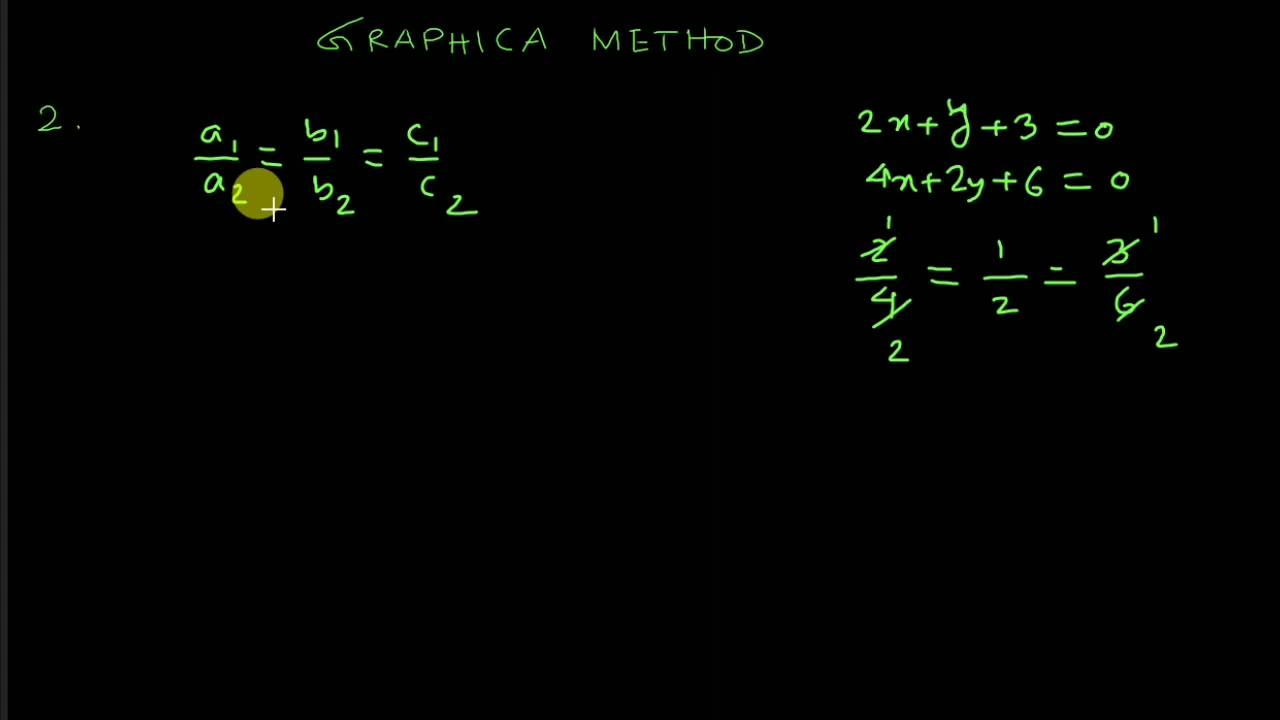 GRAPHICA METHOD
2.
a₁/a₂ = b₁/b₂ = c₁/c₂
2x+y+3=0
4x+2y+6=0
2/4 = 1/2 = 3/6
1 1
2 2